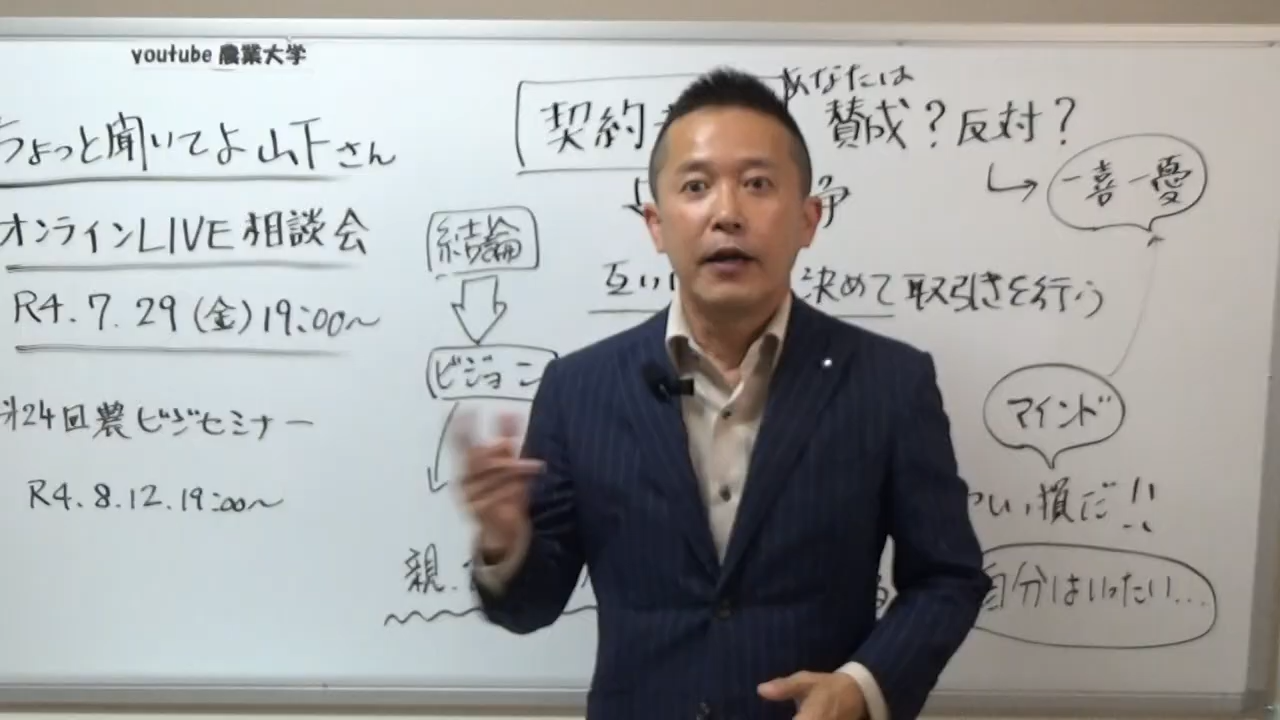 youtube 農業大学
ちょっと聞いてよ山下さん
オンラインLIVE相談会
R4.7.29(金)19:00〜
第24回農ビジセミナー
R4.8.12.19:00〜
結論
ビジョン
親
契約
あなたは
賛成?反対?
一喜一憂
争
互い 決めて取引きを行う
マインド
損だ!!
自分はいったい...